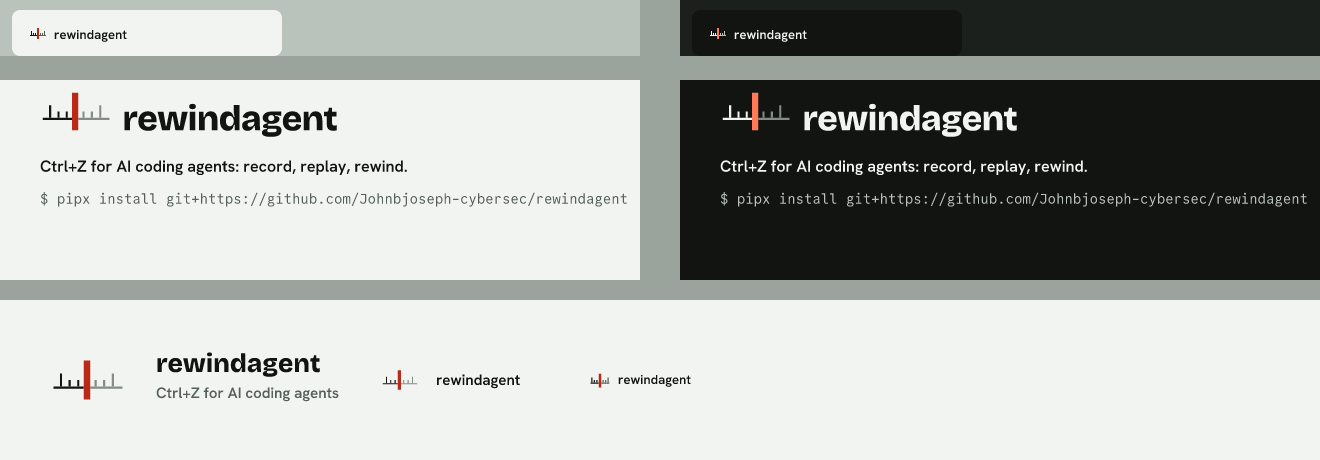 rewindagent
rewindagent
rewindagent
Ctrl+Z for AI coding agents: record, replay, rewind.
$ pipx install git+https://github.com/Johnbjoseph-cybersec/rewindagent
rewindagent
Ctrl+Z for AI coding agents: record, replay, rewind.
$ pipx install git+https://github.com/Johnbjoseph-cybersec/rewindagent
rewindagent
Ctrl+Z for AI coding agents
rewindagent
rewindagent